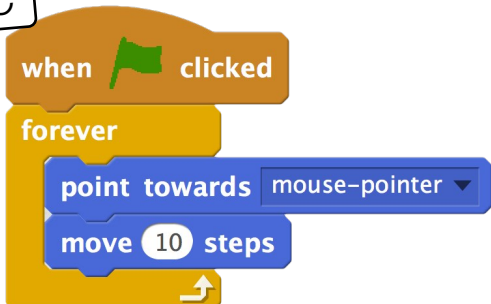 when clicked
forever
point towards mouse-pointer
move 10 steps